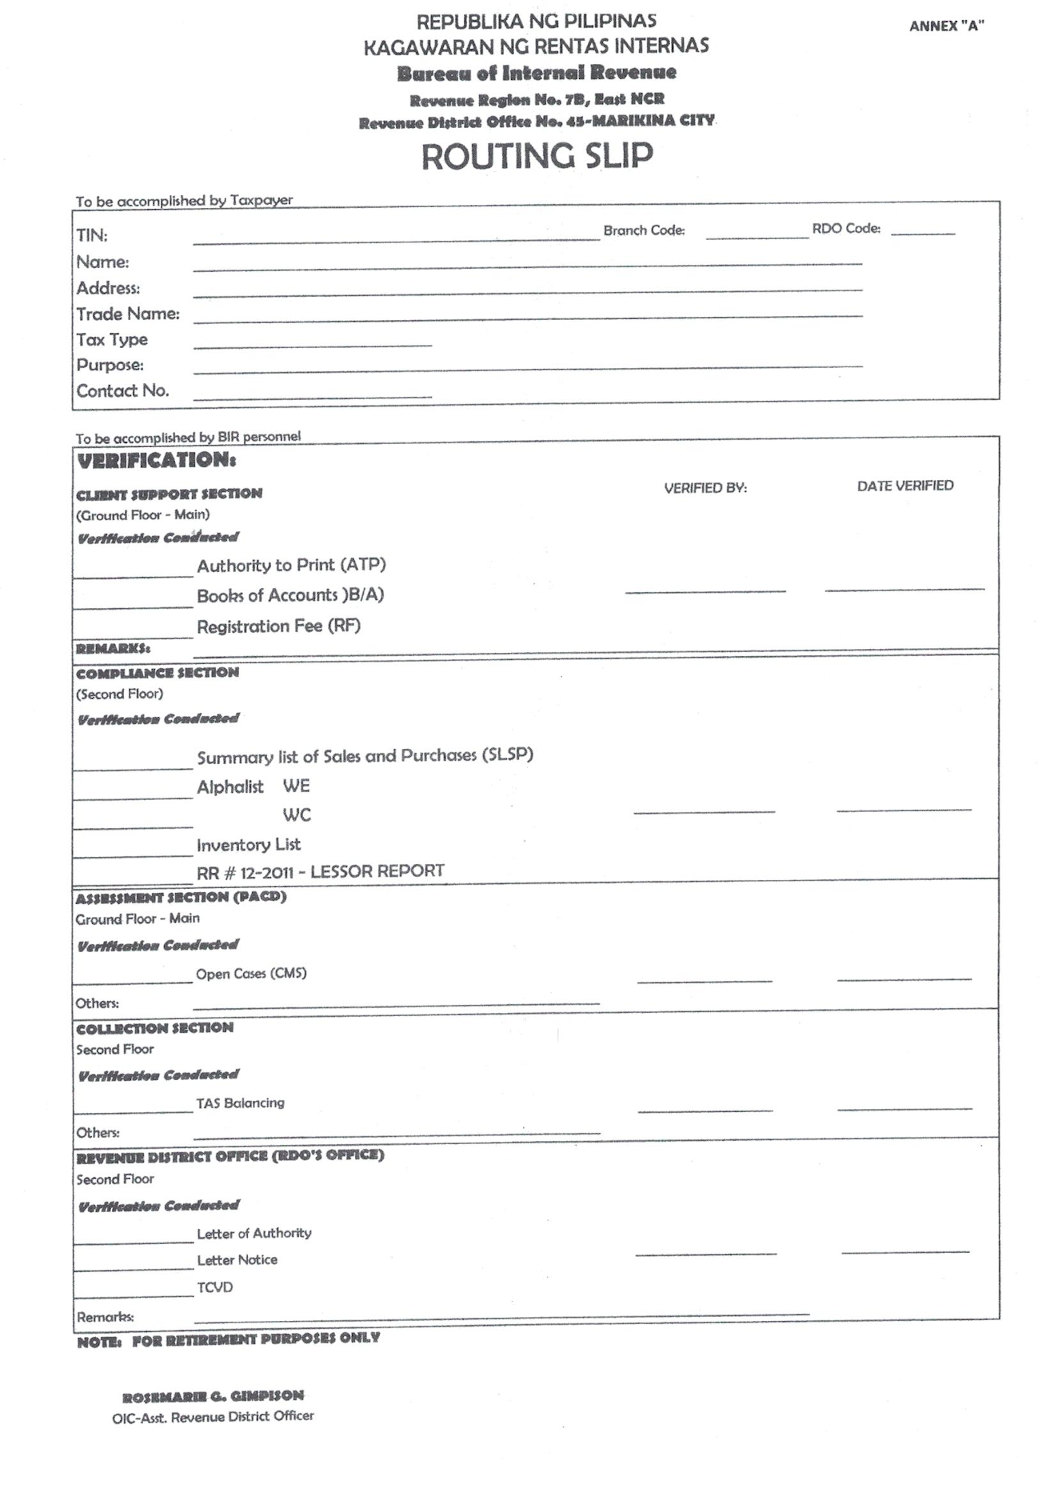 REPUBLIKA NG PILIPINAS
ANNEX "A"
KAGAWARAN NG RENTAS INTERNAS
Bureau of Internal Revenue
Revenue Region No. 7B, East NCR
Revenue District Office No. 45-MARIKINA CITY
ROUTING SLIP
To be accomplished by Taxpayer
TIN: Branch Code: RDO Code:
Name:
Address:
Trade Name:
Tax Type
Purpose:
Contact No.
To be accomplished by BIR personnel
VERIFICATION:
CLIENT SUPPORT SECTION VERIFIED BY: DATE VERIFIED
(Ground Floor - Main)
Verification Conducted
Authority to Print (ATP)
Books of Accounts )B/A)
Registration Fee (RF)
REMARKS:
COMPLIANCE SECTION
(Second Floor)
Verification Conducted
Summary list of Sales and Purchases (SLSP)
Alphalist WE
WC
Inventory List
RR # 12-2011 - LESSOR REPORT
ASSESSMENT SECTION (PACD)
Ground Floor - Main
Verification Conducted
Open Cases (CMS)
Others:
COLLECTION SECTION
Second Floor
Verification Conducted
TAS Balancing
Others:
REVENUE DISTRICT OFFICE (RDO'S OFFICE)
Second Floor
Verification Conducted
Letter of Authority
Letter Notice
TCVD
Remarks:
NOTE: FOR RETIREMENT PURPOSES ONLY
ROSEMARIE G. GIMPISON
OIC-Asst. Revenue District Officer